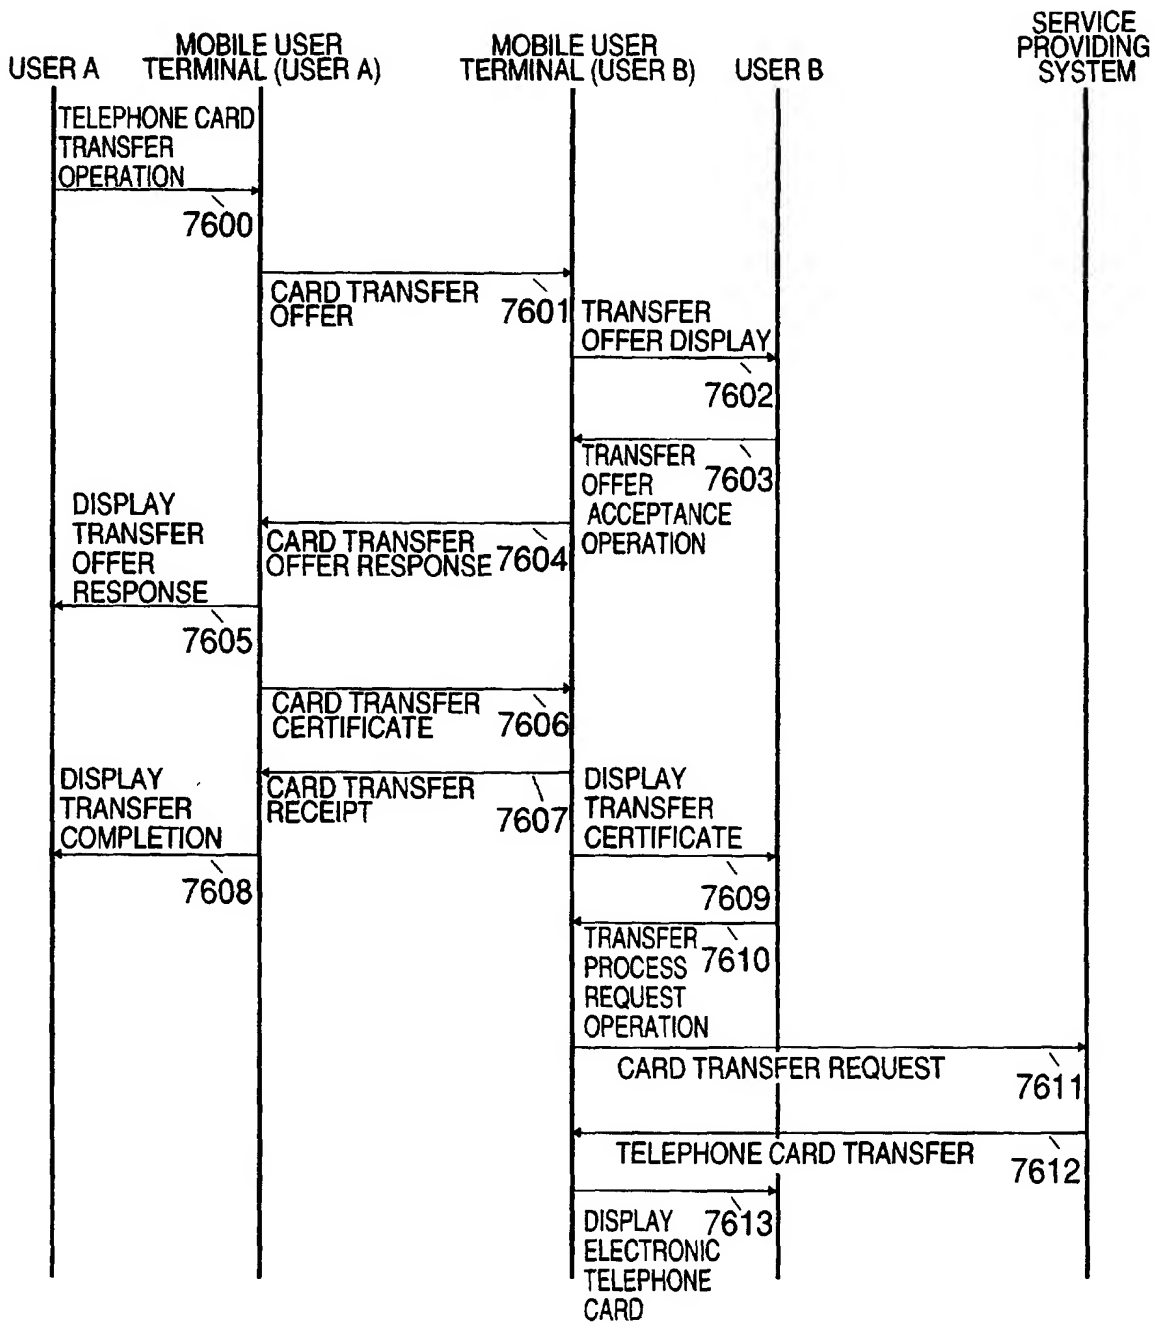 SERVICE
PROVIDING
SYSTEM
MOBILE USER
TERMINAL (USER A)
MOBILE USER
TERMINAL (USER B)
USER A
USER B
TELEPHONE CARD
TRANSFER
OPERATION
7600
CARD TRANSFER
OFFER
7601
TRANSFER
OFFER DISPLAY
7602
TRANSFER
OFFER
ACCEPTANCE
OPERATION
7603
CARD TRANSFER
OFFER RESPONSE
7604
DISPLAY
TRANSFER
OFFER
RESPONSE
7605
CARD TRANSFER
CERTIFICATE
7606
CARD TRANSFER
RECEIPT
7607
DISPLAY
TRANSFER
COMPLETION
7608
DISPLAY
TRANSFER
CERTIFICATE
7609
TRANSFER
PROCESS
REQUEST
OPERATION
7610
CARD TRANSFER REQUEST
7611
TELEPHONE CARD TRANSFER
7612
DISPLAY
ELECTRONIC
TELEPHONE
CARD
7613